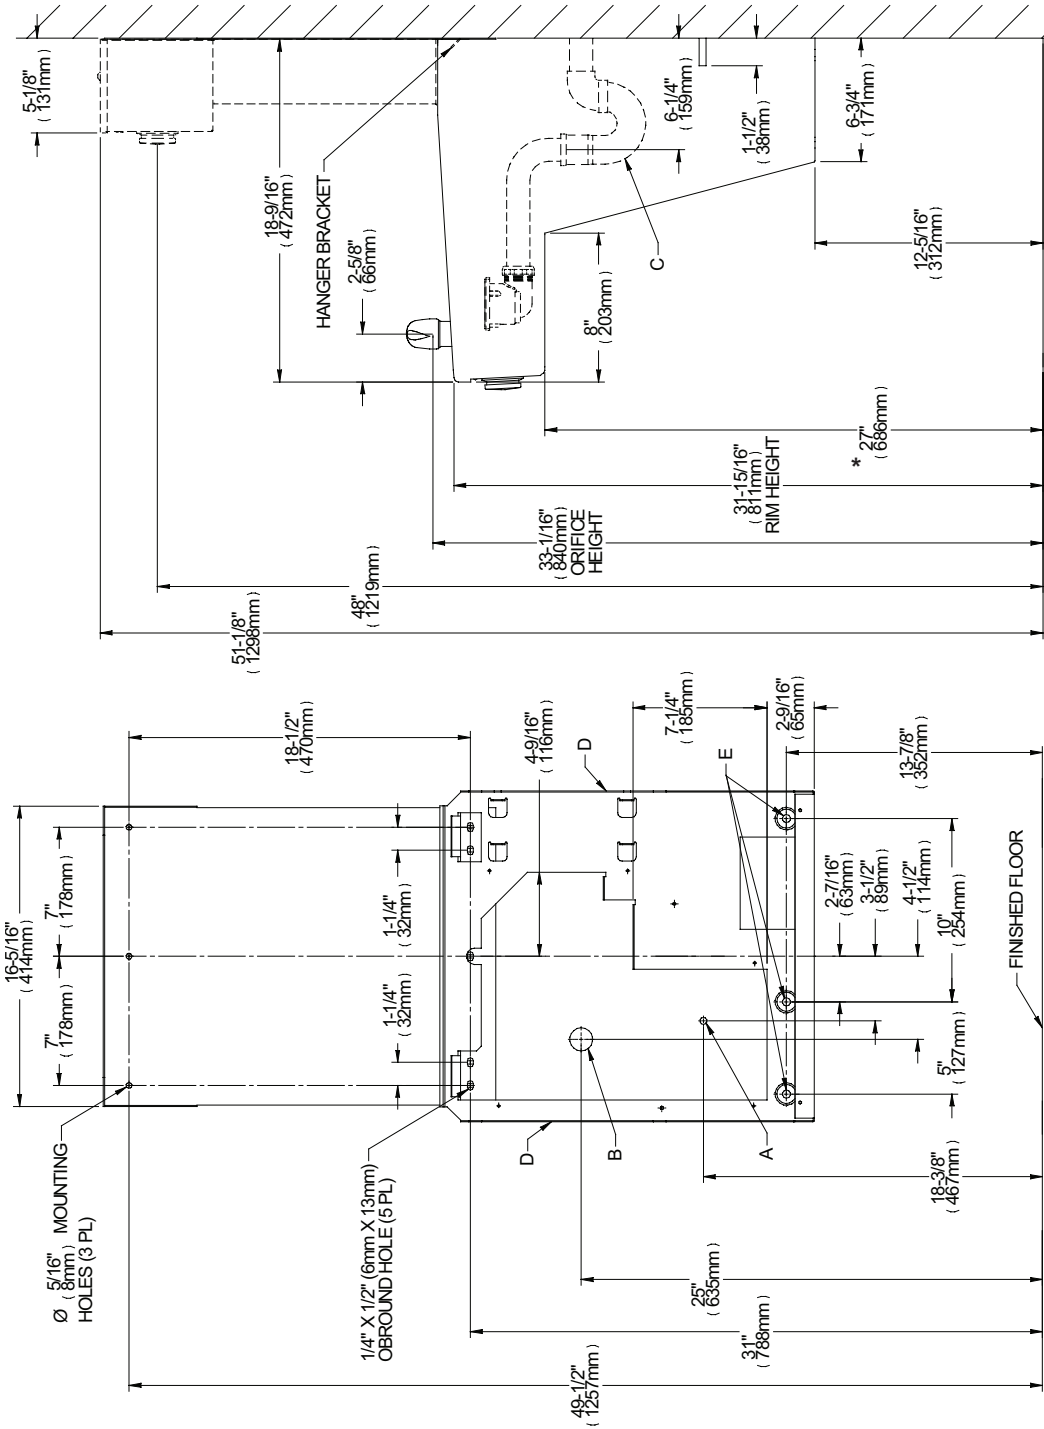 5-1/8"
( 131mm )
18-9/16"
( 472mm )
HANGER BRACKET
2-5/8"
( 66mm )
6-1/4"
( 159mm )
1-1/2"
( 38mm )
6-3/4"
( 171mm )
C
8"
( 203mm )
12-5/16"
( 312mm )
* 27"
( 686mm )
31-15/16"
( 811mm )
RIM HEIGHT
33-1/16"
( 840mm )
ORIFICE
HEIGHT
48"
( 1219mm )
51-1/8"
( 1298mm )
16-5/16"
( 414mm )
7"
( 178mm )
7"
( 178mm )
Ø 5/16" MOUNTING
( 8mm )
HOLES (3 PL)
18-1/2"
( 470mm )
1-1/4"
( 32mm )
1-1/4"
( 32mm )
4-9/16"
( 116mm )
1/4" X 1/2" (6mm X 13mm)
OBROUND HOLE (5 PL)
D
D
B
A
E
7-1/4"
( 185mm )
2-9/16"
( 65mm )
13-7/8"
( 352mm )
2-7/16"
( 63mm )
3-1/2"
( 89mm )
4-1/2"
( 114mm )
10"
( 254mm )
5"
( 127mm )
18-3/8"
( 467mm )
25"
( 635mm )
31"
( 788mm )
49-1/2"
( 1257mm )
FINISHED FLOOR